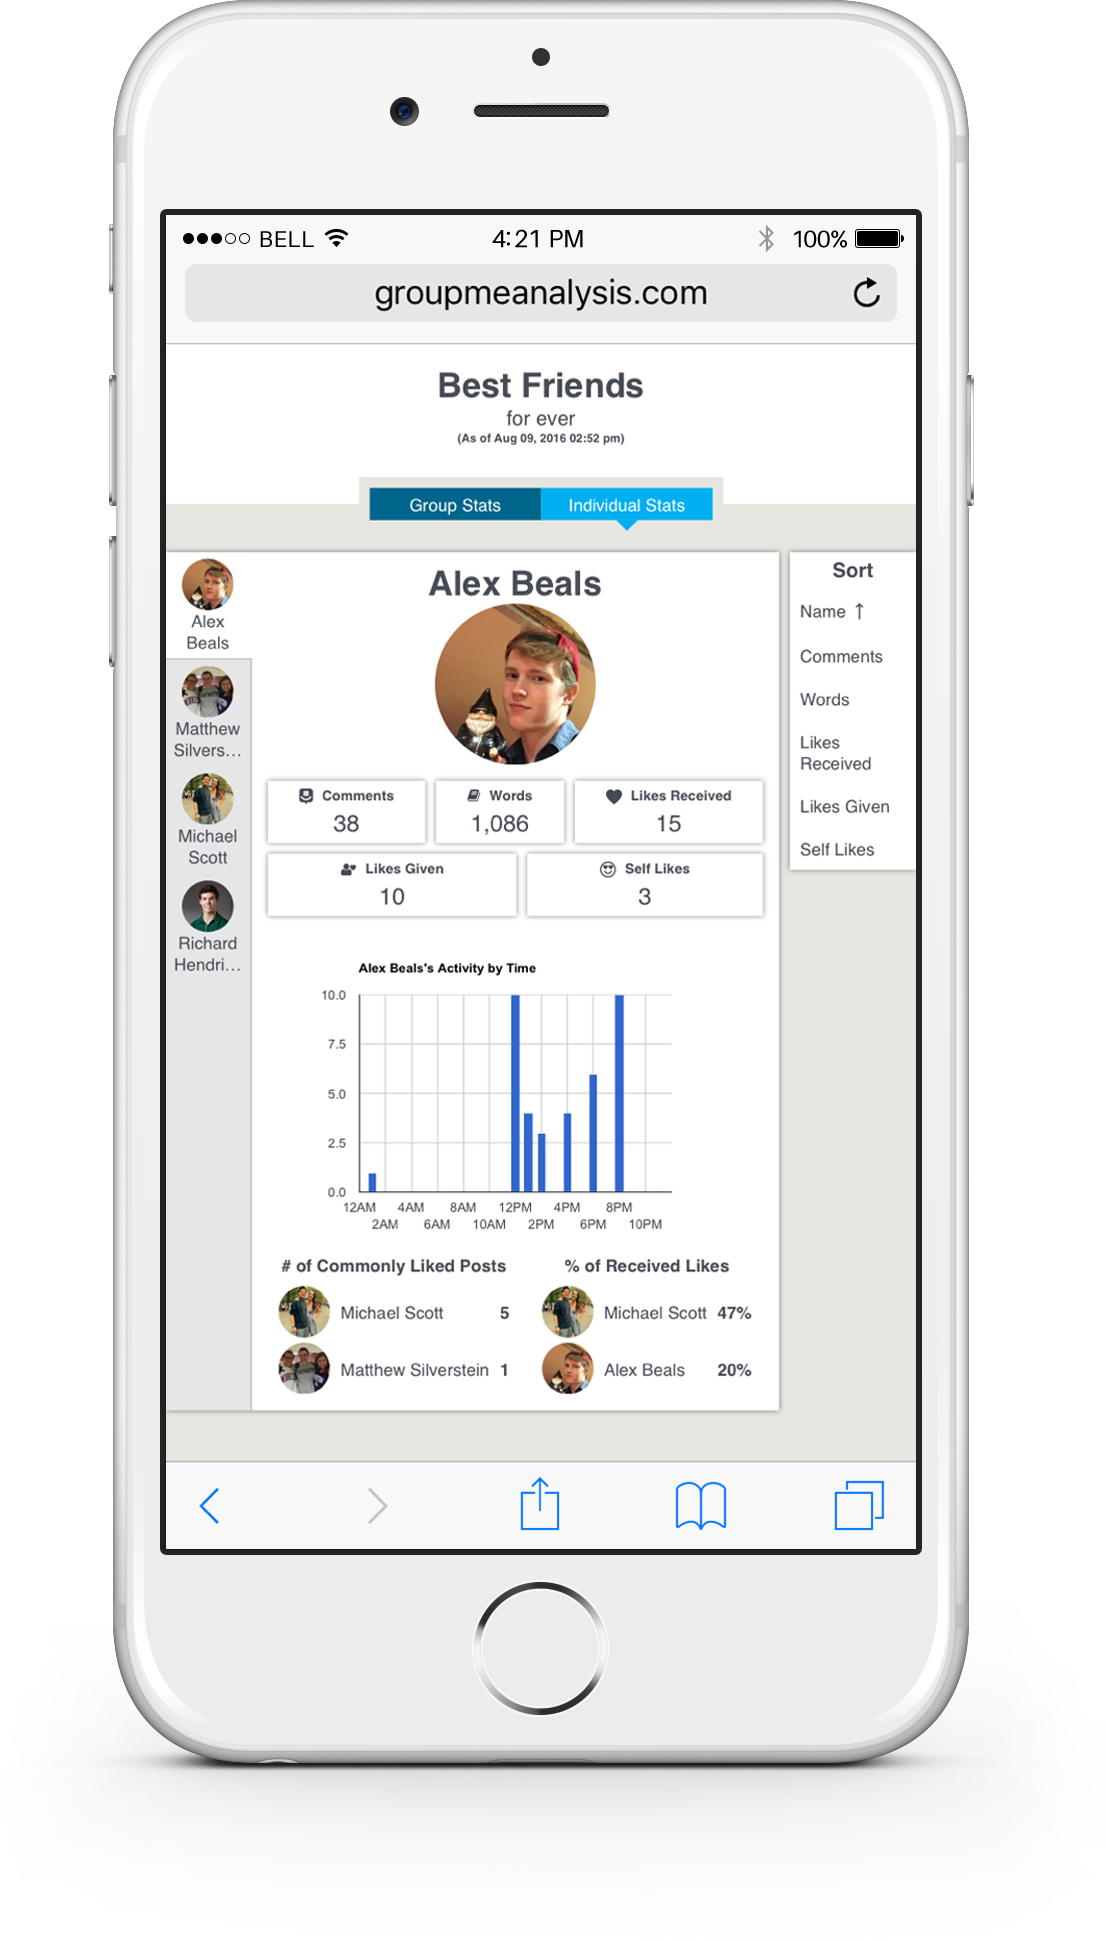 BELL
4:21 PM
100%
groupmeanalysis.com
Best Friends
for ever
(As of Aug 09, 2016 02:52 pm)
Group Stats
Individual Stats
Alex
Beals
Matthew
Silvers...
Michael
Scott
Richard
Hendri...
Alex Beals
Comments
38
Words
1,086
Likes Received
15
Likes Given
10
Self Likes
3
Alex Beals's Activity by Time
10.0
7.5
5.0
2.5
0.0
12AM 4AM 8AM 12PM 4PM 8PM
2AM 6AM 10AM 2PM 6PM 10PM
# of Commonly Liked Posts
Michael Scott 5
Matthew Silverstein 1
% of Received Likes
Michael Scott 47%
Alex Beals 20%
Sort
Name ↑
Comments
Words
Likes
Received
Likes Given
Self Likes